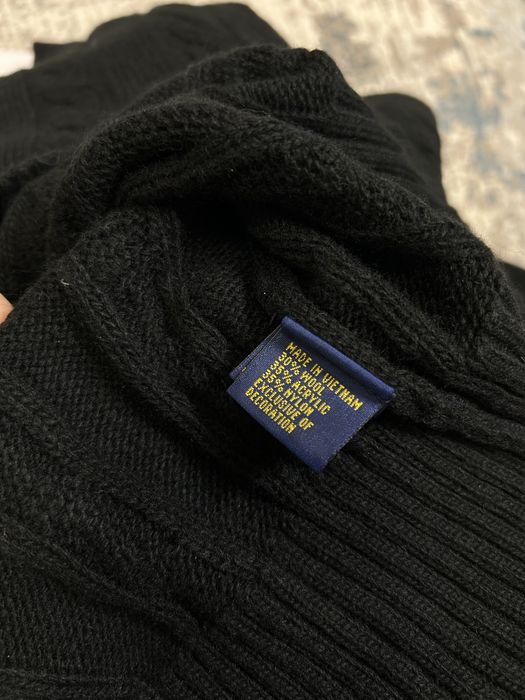 MADE IN VIETNAM
30% WOOL
35% ACRYLIC
35% NYLON
EXCLUSIVE OF
DECORATION